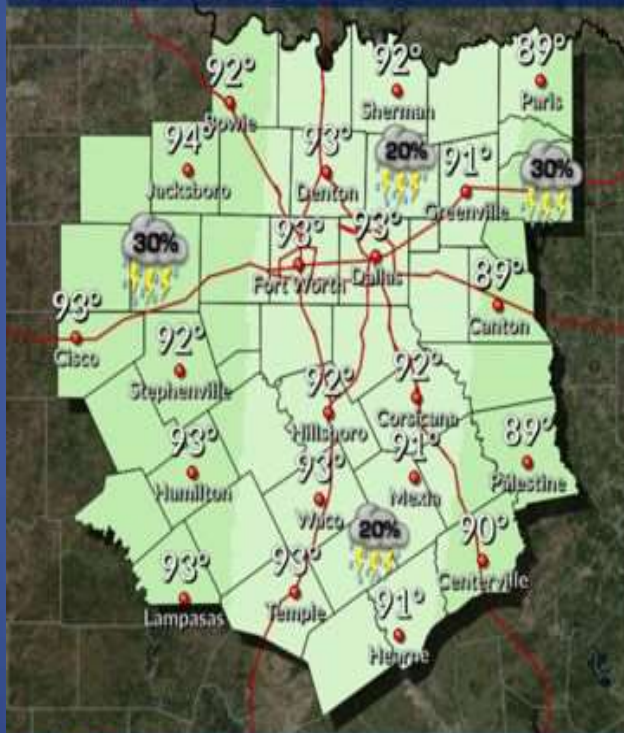 92°
Bowie
92°
Sherman
89°
Paris
94°
Jacksboro
93°
Denton
20%
91°
Greenville
30%
30%
93°
Fort Worth
93°
Dallas
89°
Canton
93°
Cisco
92°
Stephenville
92°
Hillsboro
92°
Corsicana
89°
Palestine
93°
Hamilton
93°
Waco
91°
Mexia
20%
90°
Centerville
93°
Lampasas
93°
Temple
91°
Hearne